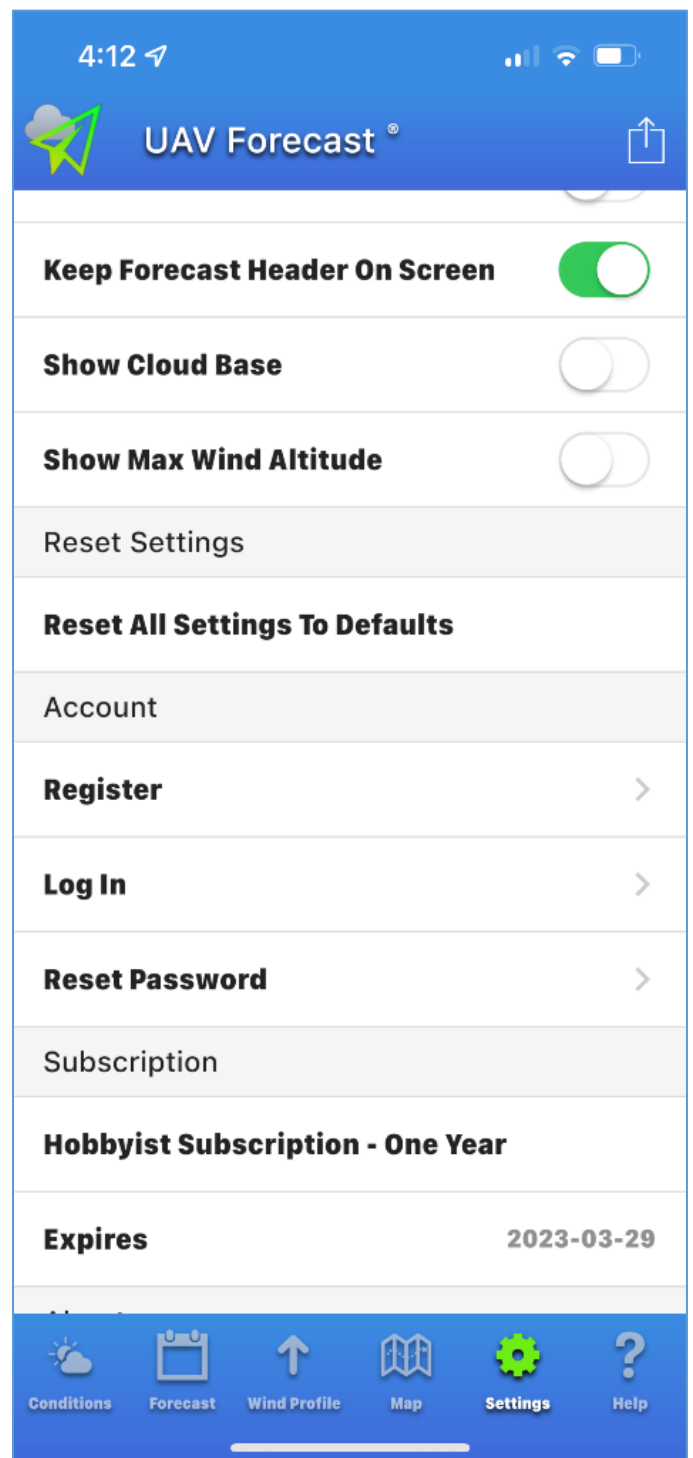 4:12
UAV Forecast ®
Keep Forecast Header On Screen
Show Cloud Base
Show Max Wind Altitude
Reset Settings
Reset All Settings To Defaults
Account
Register
Log In
Reset Password
Subscription
Hobbyist Subscription - One Year
Expires 2023-03-29
Conditions Forecast Wind Profile Map Settings Help